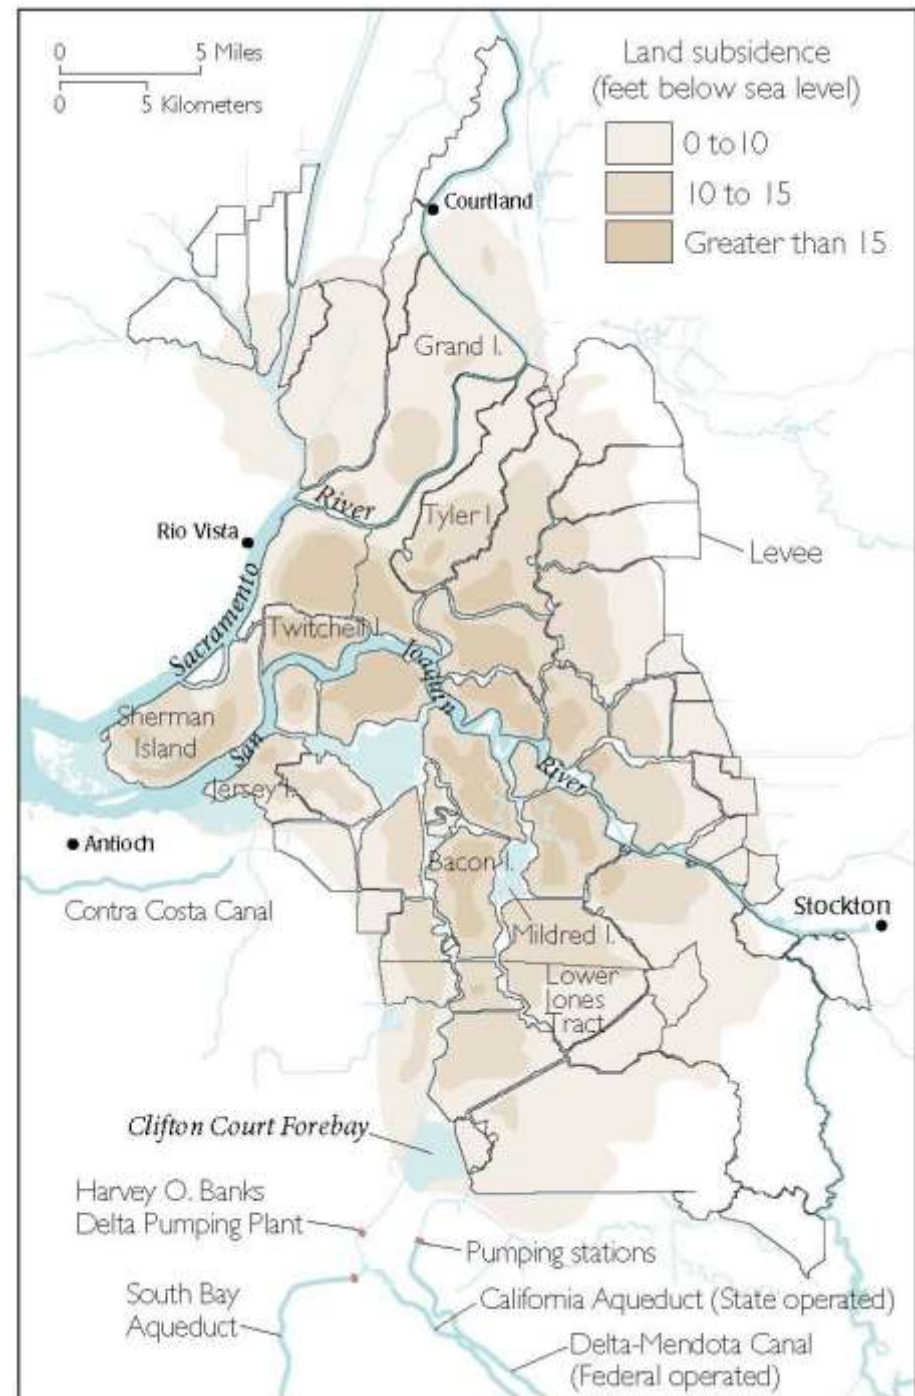 0 5 Miles
0 5 Kilometers
Land subsidence
(feet below sea level)
0 to 10
10 to 15
Greater than 15
Courtland
Grand I.
River
Tyler I.
Rio Vista
Levee
Sacramento
Twitchell I.
Joaquin
Sherman
Island
San
River
Jersey I.
Antioch
Bacon I.
Contra Costa Canal
Stockton
Mildred I.
Lower
Jones
Tract
Clifton Court Forebay
Harvey O. Banks
Delta Pumping Plant
Pumping stations
South Bay
Aqueduct
California Aqueduct (State operated)
Delta-Mendota Canal
(Federal operated)